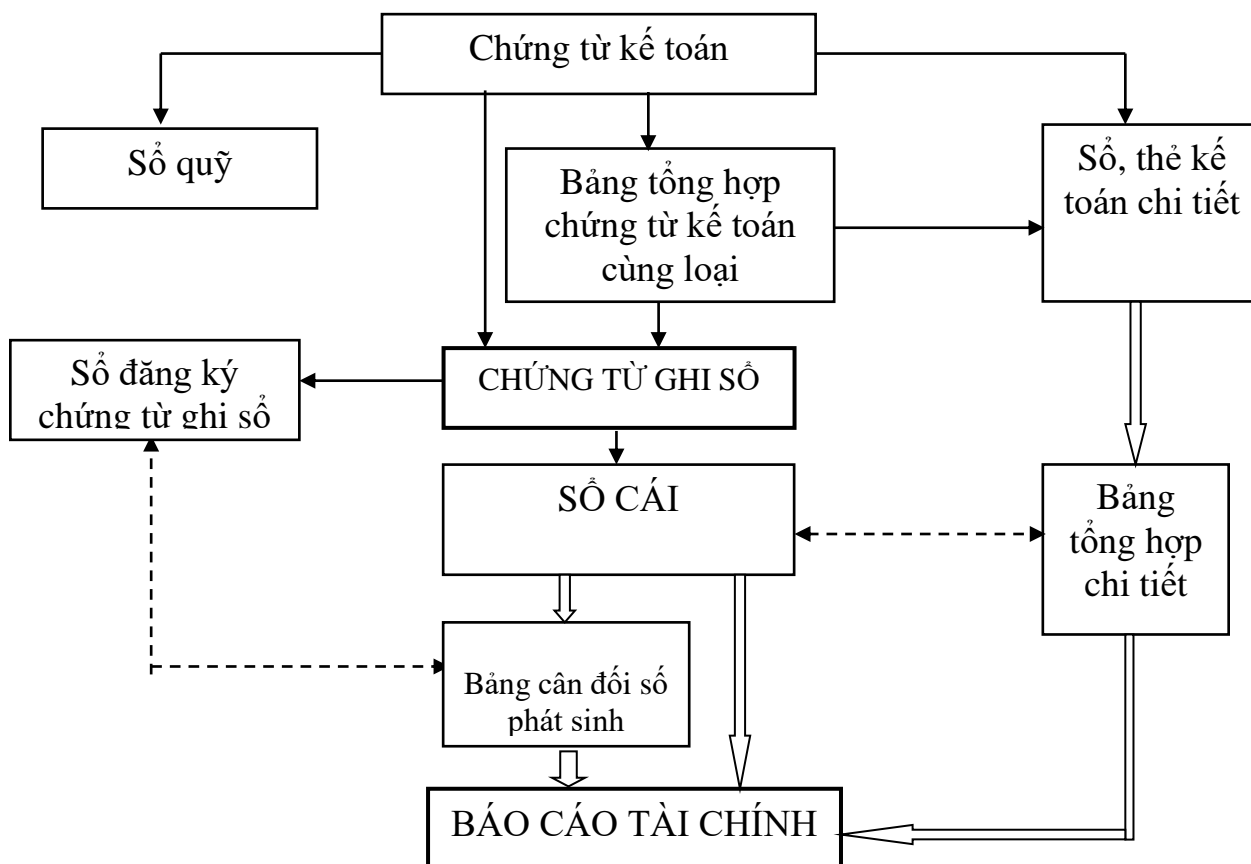 Chứng từ kế toán
Sổ quỹ
Bảng tổng hợp
chứng từ kế toán
cùng loại
Sổ, thẻ kế
toán chi tiết
Sổ đăng ký
chứng từ ghi sổ
CHỨNG TỪ GHI SỔ
SỔ CÁI
Bảng
tổng hợp
chi tiết
Bảng cân đối số
phát sinh
BÁO CÁO TÀI CHÍNH